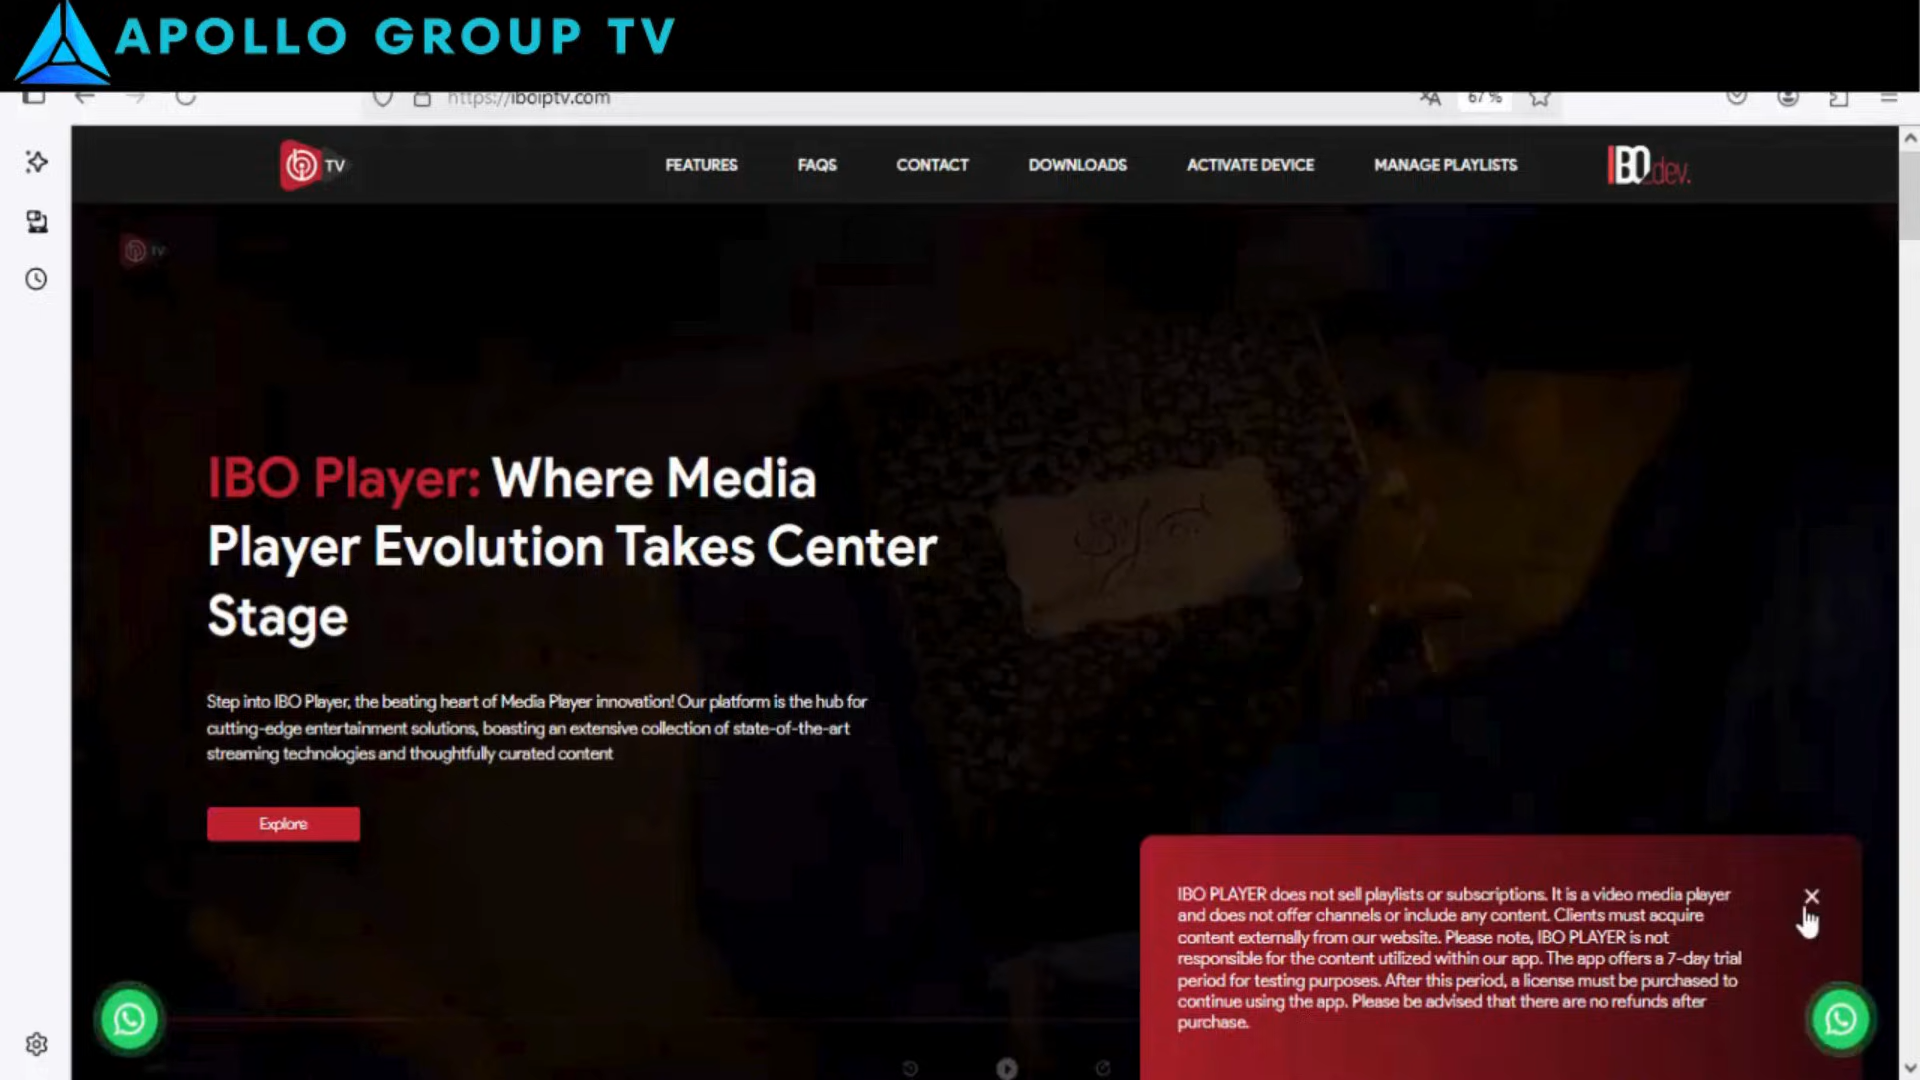 APOLLO GROUP TV
https://iboiptv.com
67%
TV
FEATURES
FAQS
CONTACT
DOWNLOADS
ACTIVATE DEVICE
MANAGE PLAYLISTS
IBO dev.
TV
IBO Player: Where Media
Player Evolution Takes Center
Stage
Step into IBO Player, the beating heart of Media Player innovation! Our platform is the hub for
cutting-edge entertainment solutions, boasting an extensive collection of state-of-the-art
streaming technologies and thoughtfully curated content
Explore
IBO PLAYER does not sell playlists or subscriptions. It is a video media player
and does not offer channels or include any content. Clients must acquire
content externally from our website. Please note, IBO PLAYER is not
responsible for the content utilized within our app. The app offers a 7-day trial
period for testing purposes. After this period, a license must be purchased to
continue using the app. Please be advised that there are no refunds after
purchase.